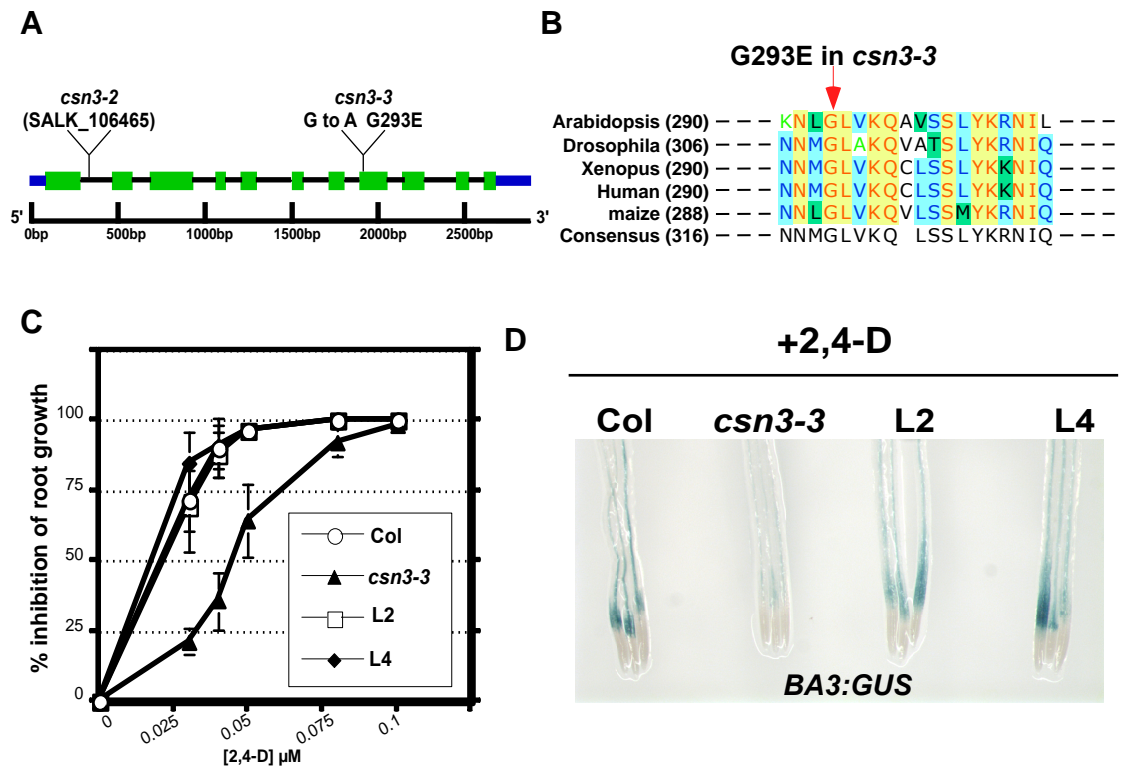 A
csn3-2
(SALK_106465)
csn3-3
G to A G293E
5'
3'
0bp 500bp 1000bp 1500bp 2000bp 2500bp
B
G293E in csn3-3
Arabidopsis (290) – – – – KNLGLVKQAVSSLYKRNIL – – – –
Drosophila (306) – – – – NNMGLAKQVATSLYKRNIQ – – – –
Xenopus (290) – – – – NNMGLVKQCLSSLYKKNIQ – – – –
Human (290) – – – – NNMGLVKQCLSSLYKKNIQ – – – –
maize (288) – – – – NNLGLVKQVLSSMYKRNIQ – – – –
Consensus (316) – – – – NNMGLVKQ LSSLYKRNIQ – – – –
C
% inhibition of root growth
100
75
50
25
0
0 0.025 0.05 0.075 0.1
[2,4-D] µM
Col
csn3-3
L2
L4
D
+2,4-D
Col csn3-3 L2 L4
BA3:GUS